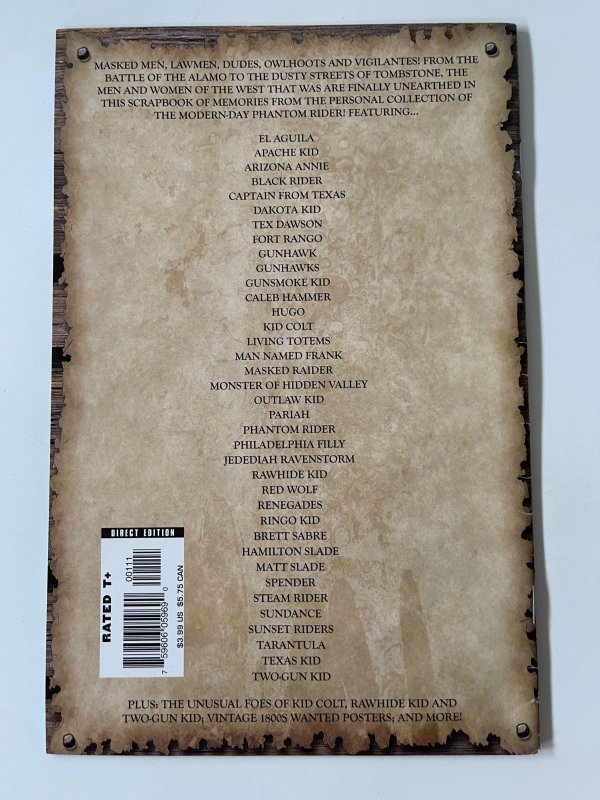 MASKED MEN, LAWMEN, DUDES, OWLHOOTS AND VIGILANTES! FROM THE
BATTLE OF THE ALAMO TO THE DUSTY STREETS OF TOMBSTONE, THE
MEN AND WOMEN OF THE WEST THAT WAS ARE FINALLY UNEARTHED IN
THIS SCRAPBOOK OF MEMORIES FROM THE PERSONAL COLLECTION OF
THE MODERN-DAY PHANTOM RIDER! FEATURING...
EL AGUILA
APACHE KID
ARIZONA ANNIE
BLACK RIDER
CAPTAIN FROM TEXAS
DAKOTA KID
TEX DAWSON
FORT RANGO
GUNHAWK
GUNHAWKS
GUNSMOKE KID
CALEB HAMMER
HUGO
KID COLT
LIVING TOTEMS
MAN NAMED FRANK
MASKED RAIDER
MONSTER OF HIDDEN VALLEY
OUTLAW KID
PARIAH
PHANTOM RIDER
PHILADELPHIA FILLY
JEDEDIAH RAVENSTORM
RAWHIDE KID
RED WOLF
RENEGADES
RINGO KID
BRETT SABRE
HAMILTON SLADE
MATT SLADE
SPENDER
STEAM RIDER
SUNDANCE
SUNSET RIDERS
TARANTULA
TEXAS KID
TWO-GUN KID
PLUS: THE UNUSUAL FOES OF KID COLT, RAWHIDE KID AND
TWO-GUN KID; VINTAGE 1800S WANTED POSTERS; AND MORE!
DIRECT EDITION
RATED T+
00111
7 59606 05969 0
$3.99 US $5.75 CAN